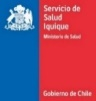 Servicio de
Salud
Iquique
Ministerio de Salud
Gobierno de Chile